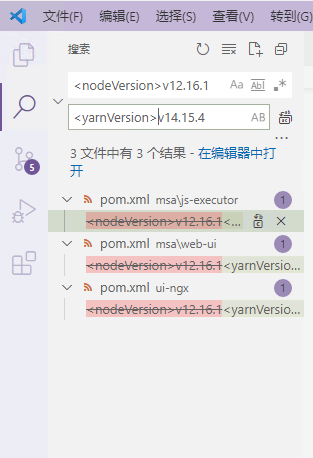 文件(F) 编辑(E) 选择(S) 查看(V) 转到(G)
搜索
<nodeVersion>v12.16.1 Aa Abl .*
<yarnVersion>v14.15.4 AB
...
3 文件中有 3 个结果 - 在编辑器中打
开
pom.xml msa\js-executor 1
<nodeVersion>v12.16.1<...
pom.xml msa\web-ui 1
<nodeVersion>v12.16.1<yarnVersio...
pom.xml ui-ngx 1
<nodeVersion>v12.16.1<yarnVersio...
5